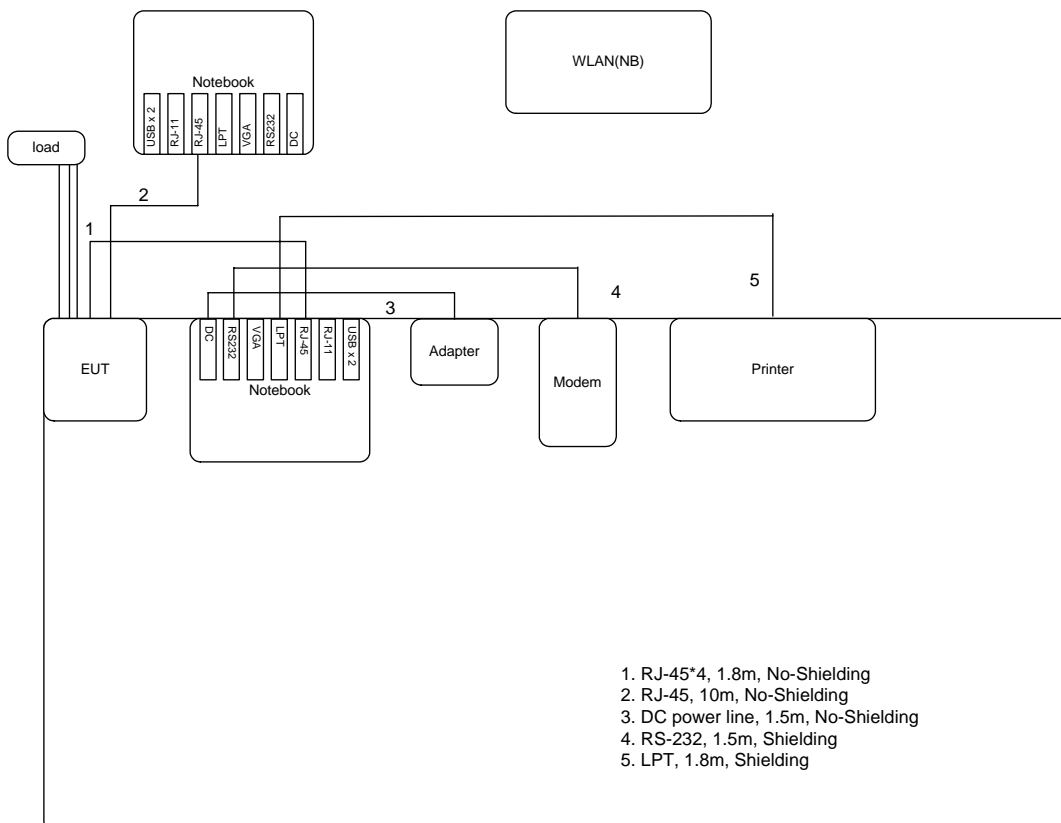 Notebook
USB x 2
RJ-11
RJ-45
LPT
VGA
RS232
DC
WLAN(NB)
load
2
1
5
4
3
EUT
DC
RS232
VGA
LPT
RJ-45
RJ-11
USB x 2
Notebook
Adapter
Modem
Printer
1. RJ-45*4, 1.8m, No-Shielding
2. RJ-45, 10m, No-Shielding
3. DC power line, 1.5m, No-Shielding
4. RS-232, 1.5m, Shielding
5. LPT, 1.8m, Shielding